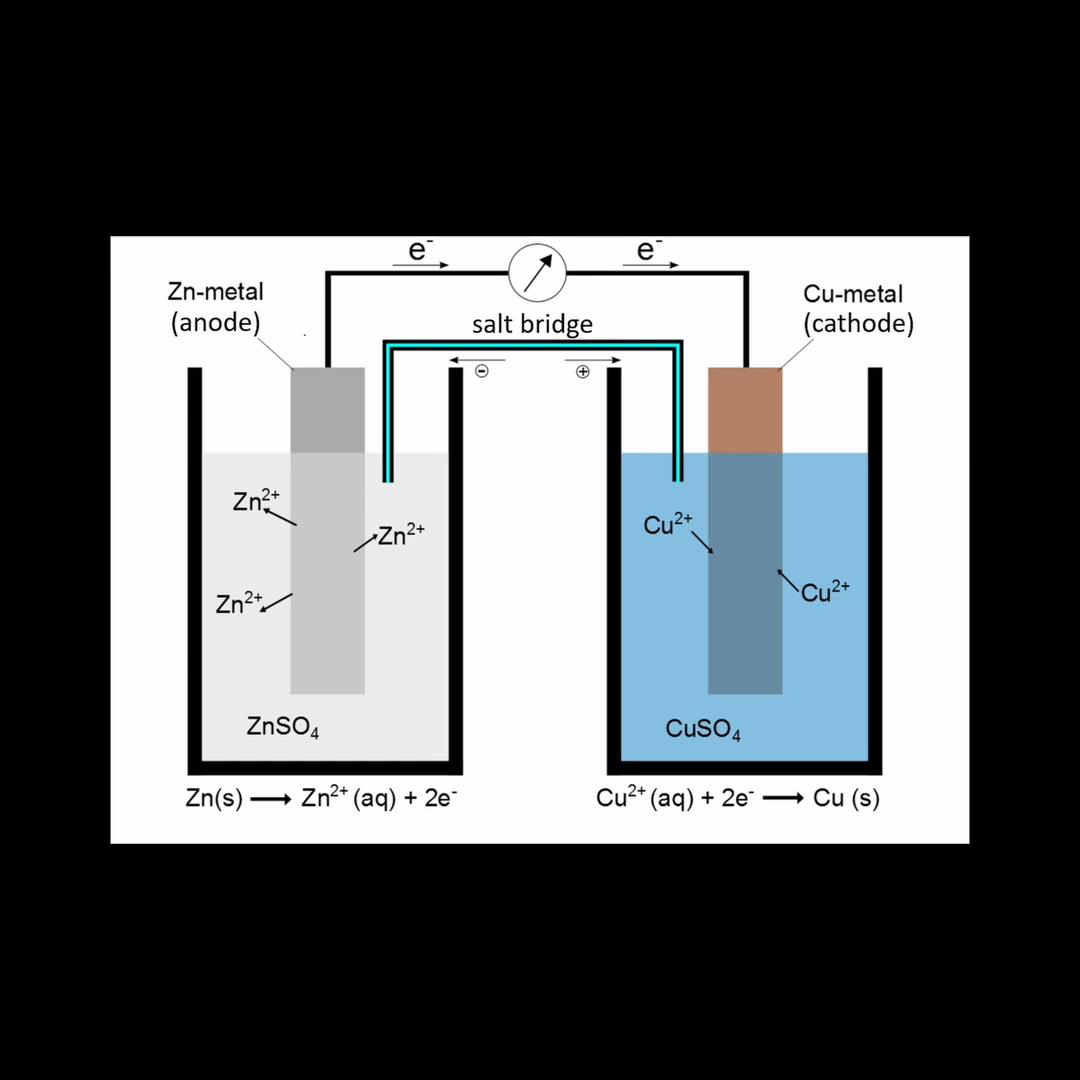 e⁻
e⁻
Zn-metal
(anode)
Cu-metal
(cathode)
salt bridge
⊖
⊕
Zn²⁺
Zn²⁺
Zn²⁺
Cu²⁺
Cu²⁺
ZnSO₄
CuSO₄
Zn(s) ⟶ Zn²⁺ (aq) + 2e⁻
Cu²⁺ (aq) + 2e⁻ ⟶ Cu (s)